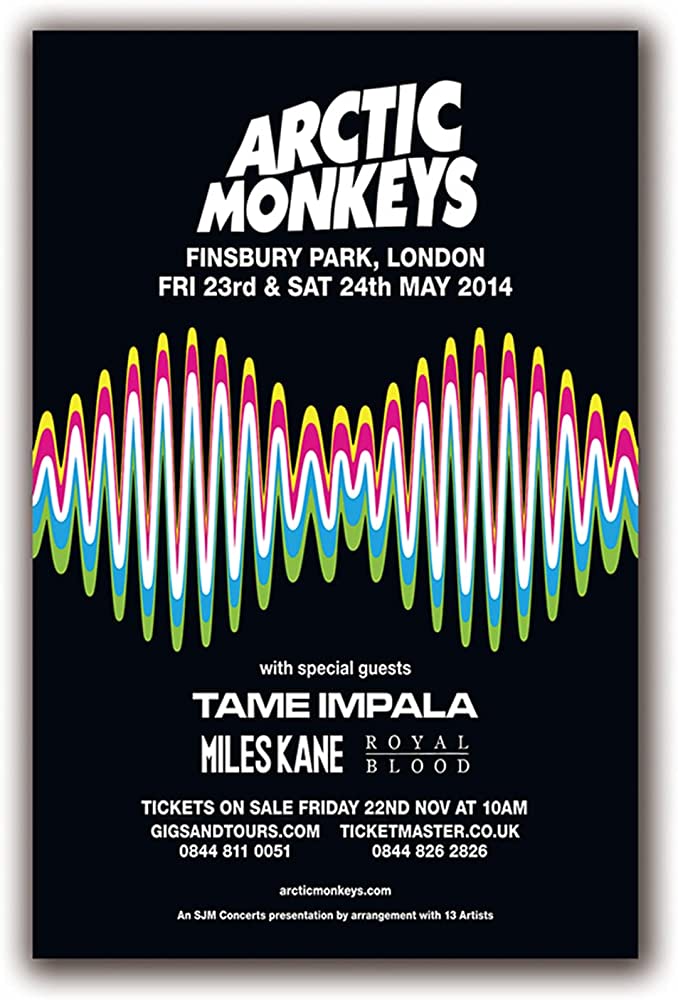 ARCTIC
MONKEYS
FINSBURY PARK, LONDON
FRI 23rd & SAT 24th MAY 2014
with special guests
TAME IMPALA
MILES KANE ROYAL BLOOD
TICKETS ON SALE FRIDAY 22ND NOV AT 10AM
GIGSANDTOURS.COM TICKETMASTER.CO.UK
0844 811 0051 0844 826 2826
arcticmonkeys.com
An SJM Concerts presentation by arrangement with 13 Artists